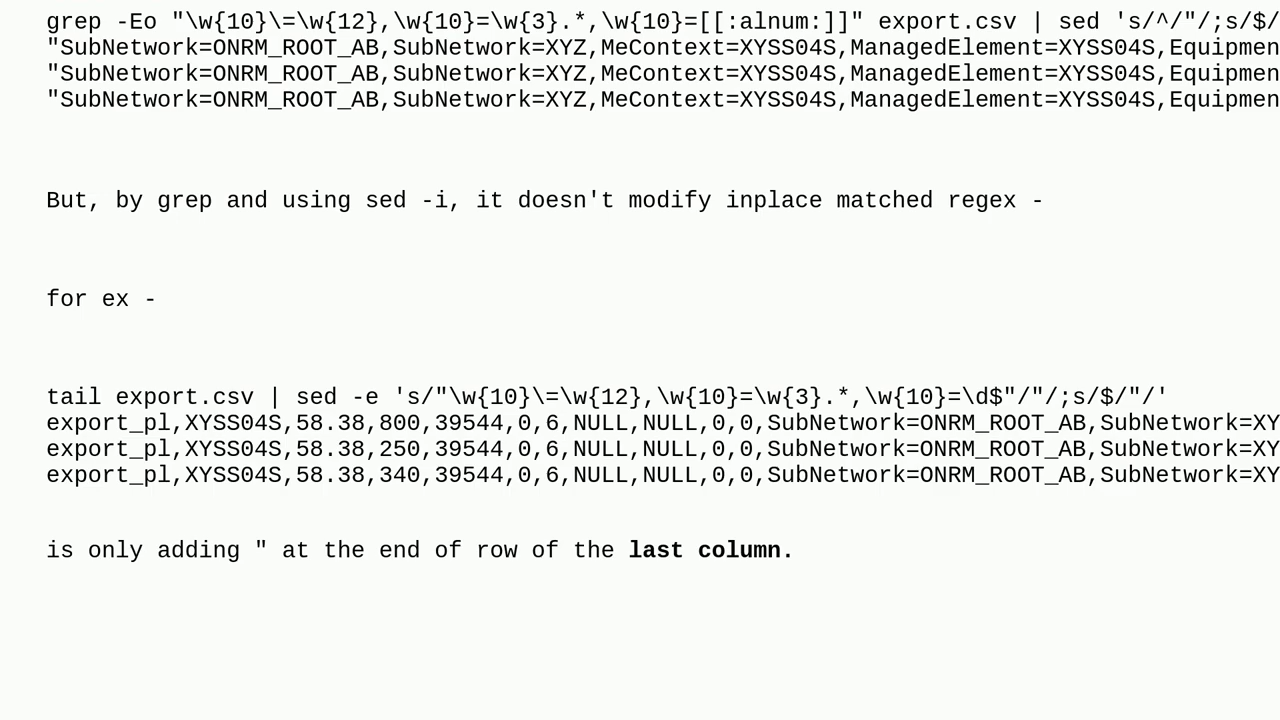 grep -Eo "\w{10}\=\w{12},\w{10}=\w{3}.*,\w{10}=[[:alnum:]]" export.csv | sed 's/^/"/;s/$/
"SubNetwork=ONRM_ROOT_AB,SubNetwork=XYZ,MeContext=XYSS04S,ManagedElement=XYSS04S,Equipmen
"SubNetwork=ONRM_ROOT_AB,SubNetwork=XYZ,MeContext=XYSS04S,ManagedElement=XYSS04S,Equipmen
"SubNetwork=ONRM_ROOT_AB,SubNetwork=XYZ,MeContext=XYSS04S,ManagedElement=XYSS04S,Equipmen
But, by grep and using sed -i, it doesn't modify inplace matched regex -
for ex -
tail export.csv | sed -e 's/"\w{10}\=\w{12},\w{10}=\w{3}.*,\w{10}=\d$"/"/;s/$/"/'
export_pl,XYSS04S,58.38,800,39544,0,6,NULL,NULL,0,0,SubNetwork=ONRM_ROOT_AB,SubNetwork=XY
export_pl,XYSS04S,58.38,250,39544,0,6,NULL,NULL,0,0,SubNetwork=ONRM_ROOT_AB,SubNetwork=XY
export_pl,XYSS04S,58.38,340,39544,0,6,NULL,NULL,0,0,SubNetwork=ONRM_ROOT_AB,SubNetwork=XY
is only adding " at the end of row of the last column.